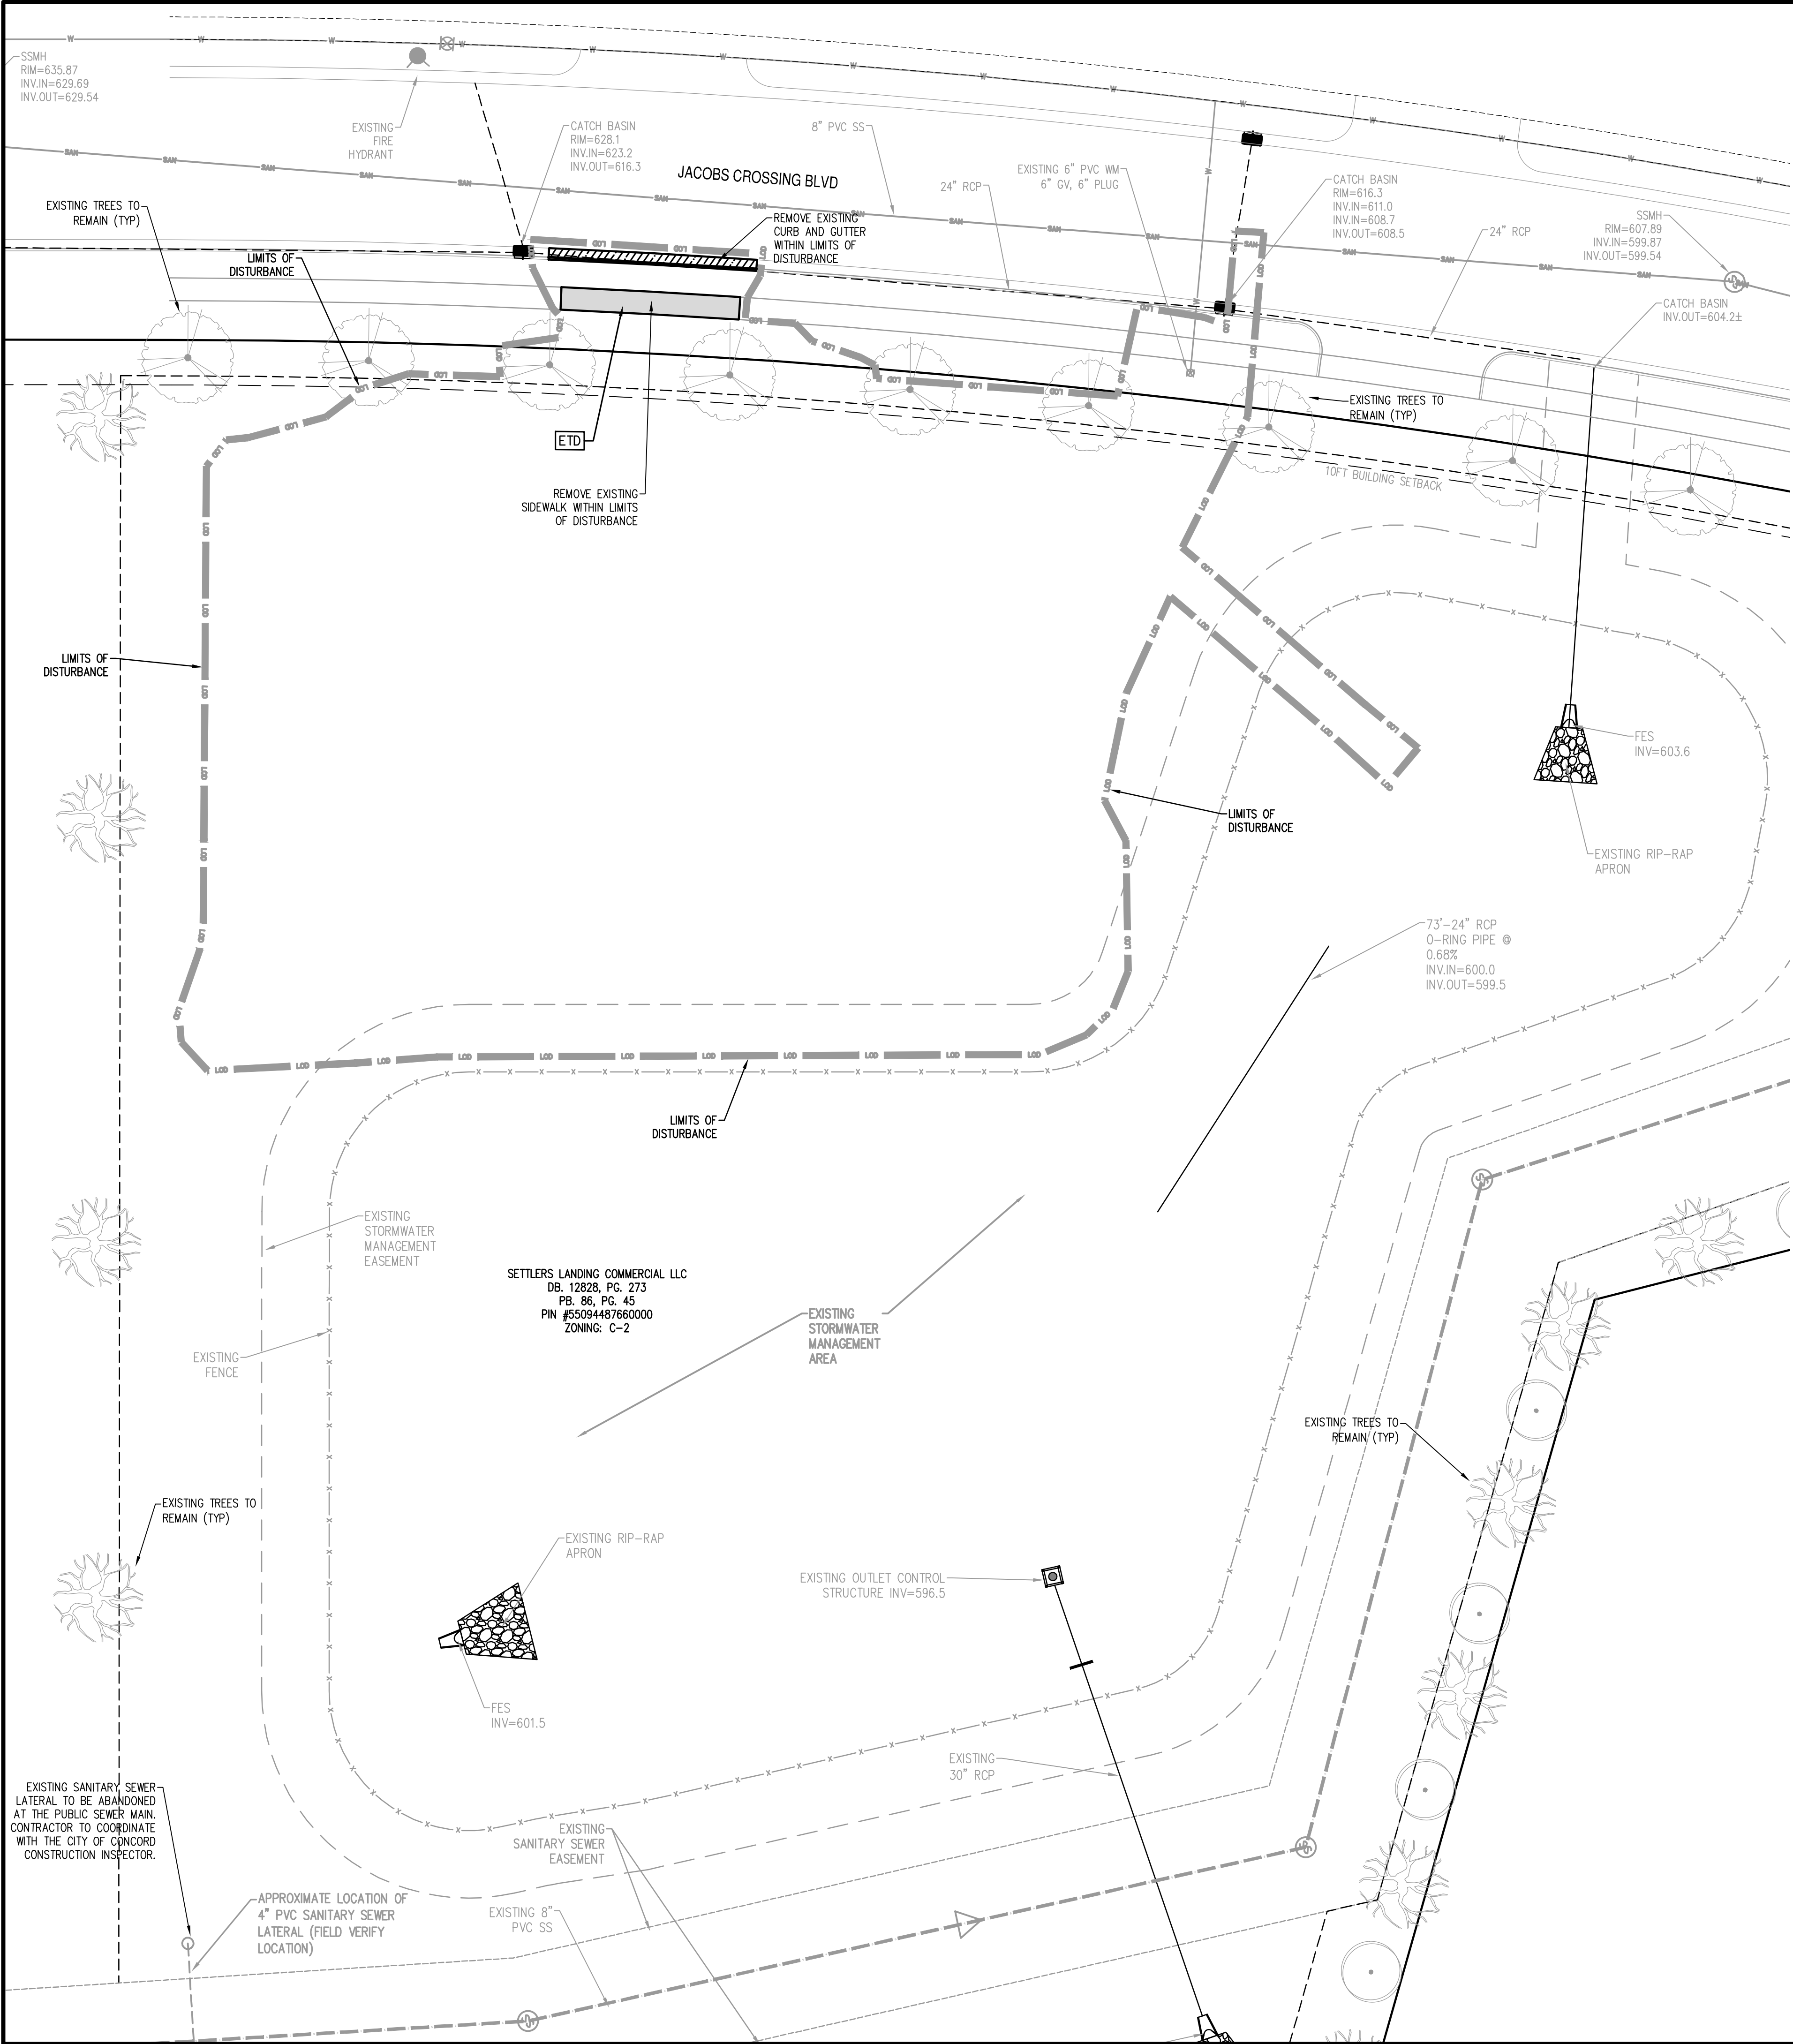 SSMH
RIM=635.87
INV.IN=629.69
INV.OUT=629.54
EXISTING
FIRE
HYDRANT
CATCH BASIN
RIM=628.1
INV.IN=623.2
INV.OUT=616.3
8" PVC SS
JACOBS CROSSING BLVD
24" RCP
EXISTING 6" PVC WM
6" GV, 6" PLUG
CATCH BASIN
RIM=616.3
INV.IN=611.0
INV.IN=608.7
INV.OUT=608.5
24" RCP
SSMH
RIM=607.89
INV.IN=599.87
INV.OUT=599.54
CATCH BASIN
INV.OUT=604.2±
EXISTING TREES TO
REMAIN (TYP)
LIMITS OF
DISTURBANCE
REMOVE EXISTING
CURB AND GUTTER
WITHIN LIMITS OF
DISTURBANCE
ETD
REMOVE EXISTING
SIDEWALK WITHIN LIMITS
OF DISTURBANCE
EXISTING TREES TO
REMAIN (TYP)
10FT BUILDING SETBACK
LIMITS OF
DISTURBANCE
FES
INV=603.6
LIMITS OF
DISTURBANCE
EXISTING RIP-RAP
APRON
73'-24" RCP
O-RING PIPE @
0.68%
INV.IN=600.0
INV.OUT=599.5
LIMITS OF
DISTURBANCE
EXISTING
STORMWATER
MANAGEMENT
EASEMENT
SETTLERS LANDING COMMERCIAL LLC
DB. 12828, PG. 273
PB. 86, PG. 45
PIN #55094487660000
ZONING: C-2
EXISTING
STORMWATER
MANAGEMENT
AREA
EXISTING
FENCE
EXISTING TREES TO
REMAIN (TYP)
EXISTING TREES TO
REMAIN (TYP)
EXISTING RIP-RAP
APRON
EXISTING OUTLET CONTROL
STRUCTURE INV=596.5
FES
INV=601.5
EXISTING
30" RCP
EXISTING SANITARY SEWER
LATERAL TO BE ABANDONED
AT THE PUBLIC SEWER MAIN.
CONTRACTOR TO COORDINATE
WITH THE CITY OF CONCORD
CONSTRUCTION INSPECTOR.
EXISTING
SANITARY SEWER
EASEMENT
APPROXIMATE LOCATION OF
4" PVC SANITARY SEWER
LATERAL (FIELD VERIFY
LOCATION)
EXISTING 8"
PVC SS